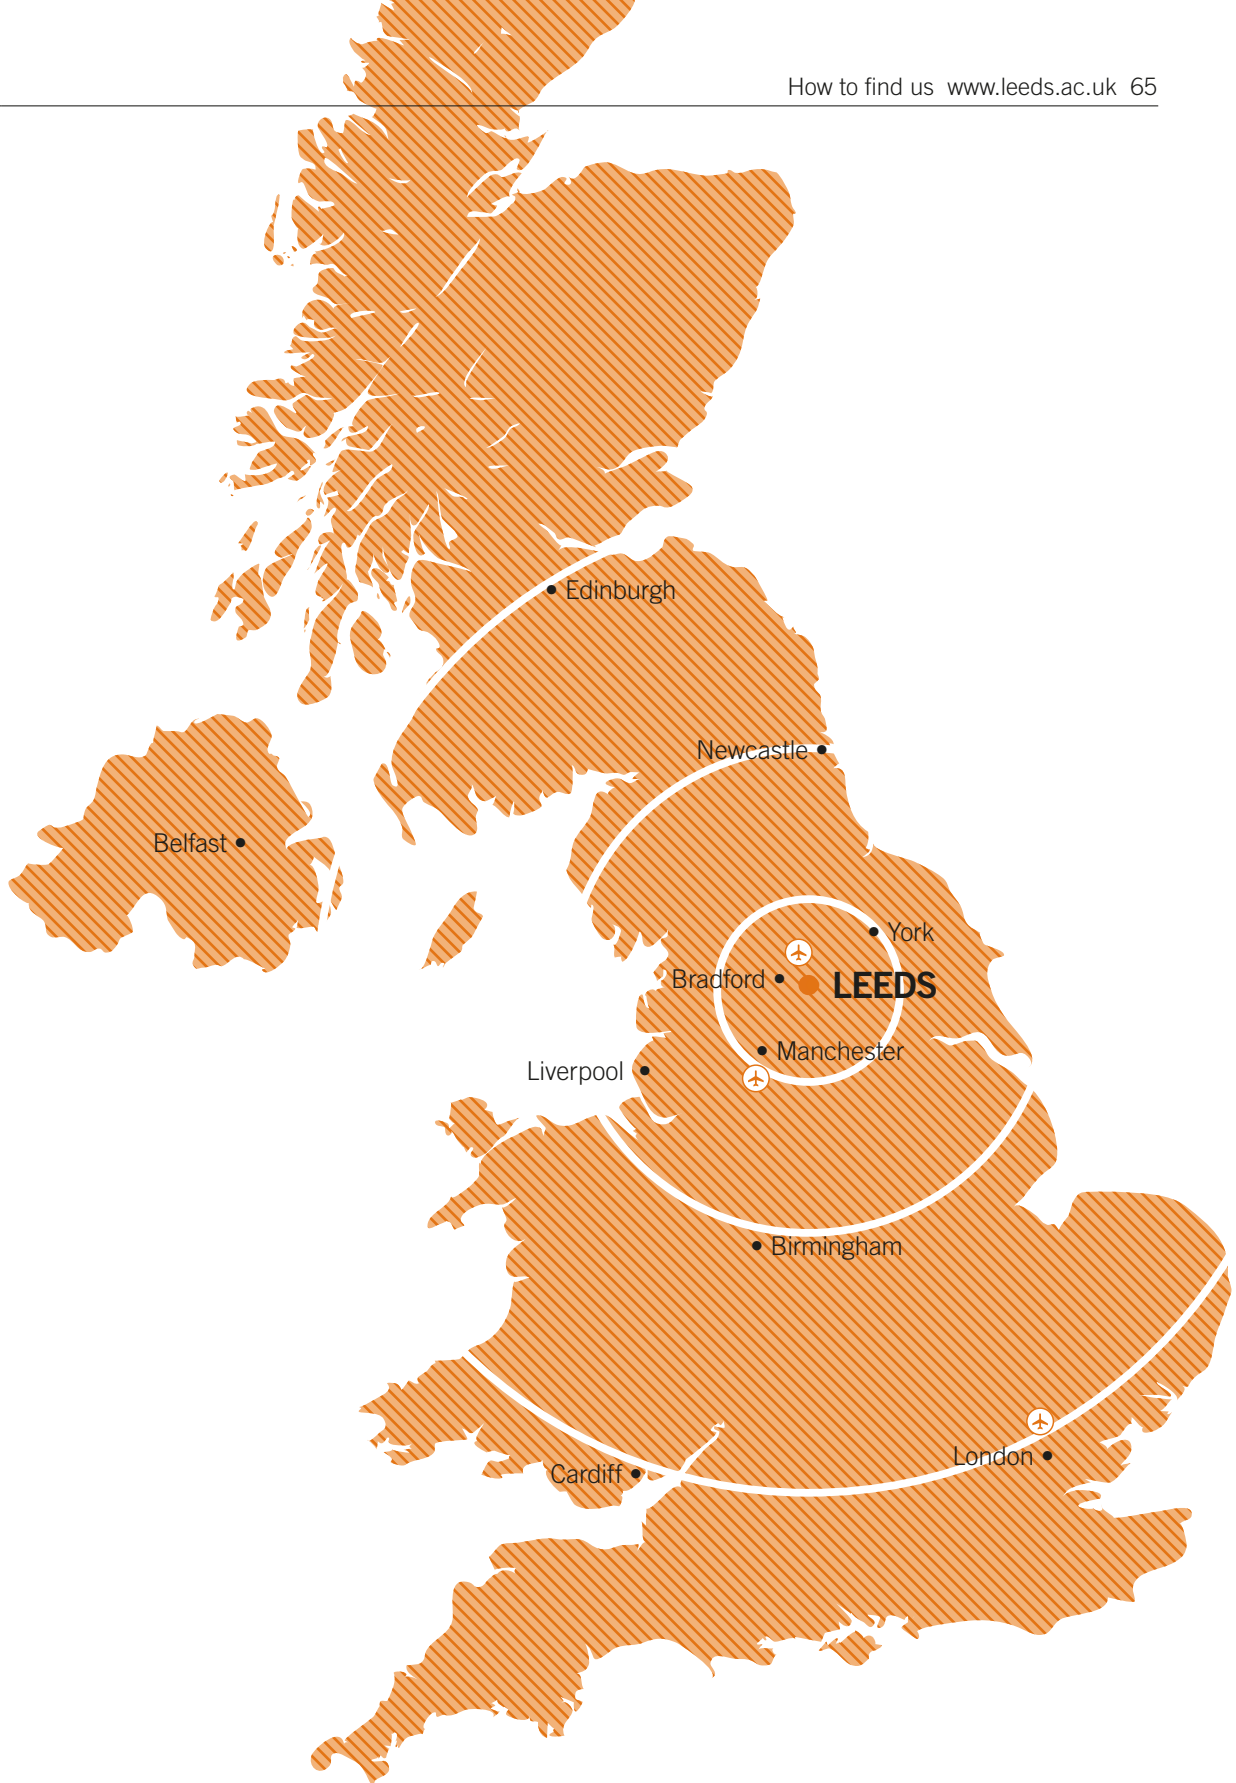 How to find us www.leeds.ac.uk 65
Edinburgh
Newcastle
Belfast
York
Bradford
LEEDS
Manchester
Liverpool
Birmingham
London
Cardiff